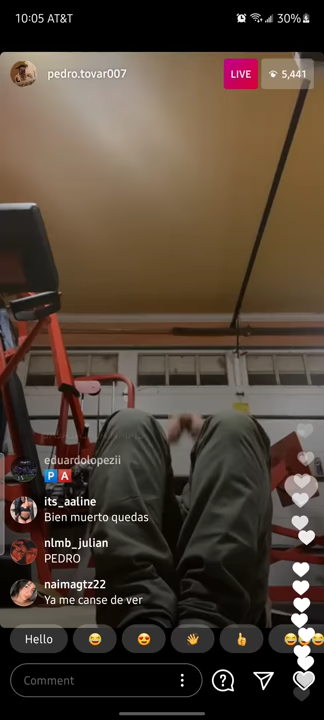 10:05 AT&T
30%
pedro.tovar007
LIVE
5,441
eduardolopezii
🅿️🅰️
its_aaline
Bien muerto quedas
nlmb_julian
PEDRO
naimagtz22
Ya me canse de ver
Hello
Comment